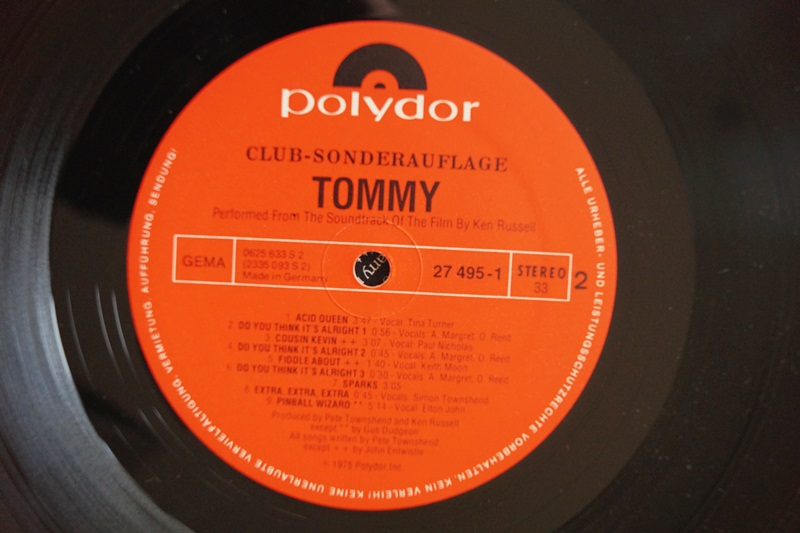 polydor
CLUB-SONDERAUFLAGE
TOMMY
Performed From The Soundtrack Of The Film By Ken Russell
GEMA
0625 633 S 2
(2335 093 S 2)
Made in Germany
arry
27 495-1
STEREO
33
2
1. ACID QUEEN 3:47 - Vocal: Tina Turner
2. DO YOU THINK IT'S ALRIGHT 1 0:56 - Vocals: A. Margret, O. Reed
3. COUSIN KEVIN ++ 3:07 - Vocal: Paul Nicholas
4. DO YOU THINK IT'S ALRIGHT 2 0:45 - Vocals: A. Margret, O. Reed
5. FIDDLE ABOUT ++ 1:40 - Vocal: Keith Moon
6. DO YOU THINK IT'S ALRIGHT 3 0:30 - Vocals: A. Margret, O. Reed
7. SPARKS 3:05
8. EXTRA, EXTRA, EXTRA 0:45 - Vocals: Simon Townshend
9. PINBALL WIZARD ** 5:14 - Vocal: Elton John
Produced by Pete Townshend and Ken Russell
except ** by Gus Dudgeon
All songs written by Pete Townshend
except ++ by John Entwistle
℗ 1975 Polydor Inc.
ALLE URHEBER- UND LEISTUNGSSCHUTZRECHTE VORBEHALTEN. KEIN VERLEIH! KEINE UNERLAUBTE VERVIELFÄLTIGUNG, VERMIETUNG, AUFFÜHRUNG, SENDUNG!